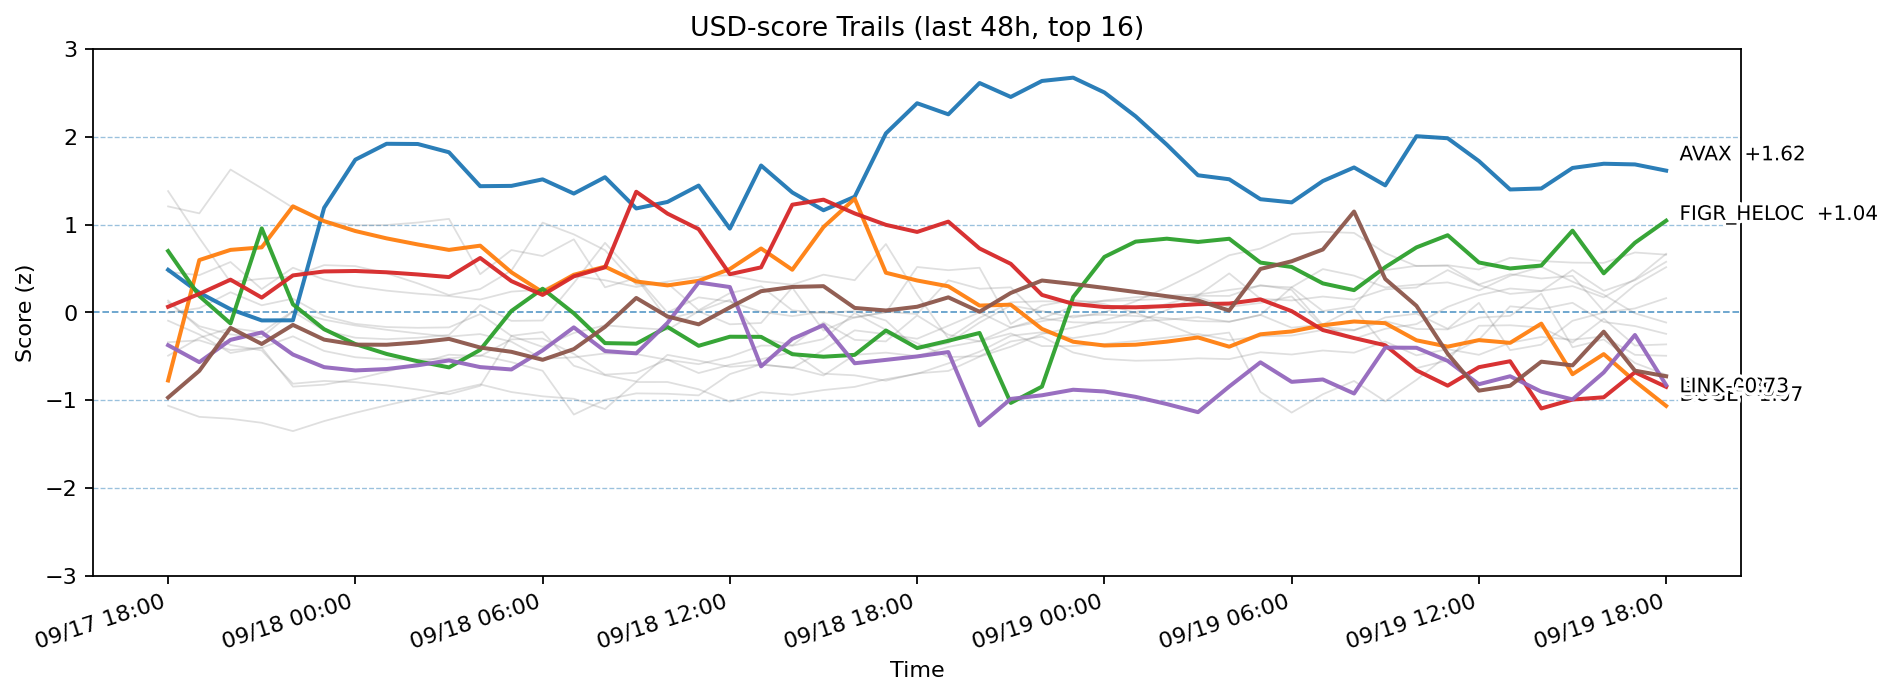 USD-score Trails (last 48h, top 16)
Score (z)
3
2
1
0
−1
−2
−3
AVAX +1.62
FIGR_HELOC +1.04
LINK
09/17 18:00
09/18 00:00
09/18 06:00
09/18 12:00
09/18 18:00
09/19 00:00
09/19 06:00
09/19 12:00
09/19 18:00
Time